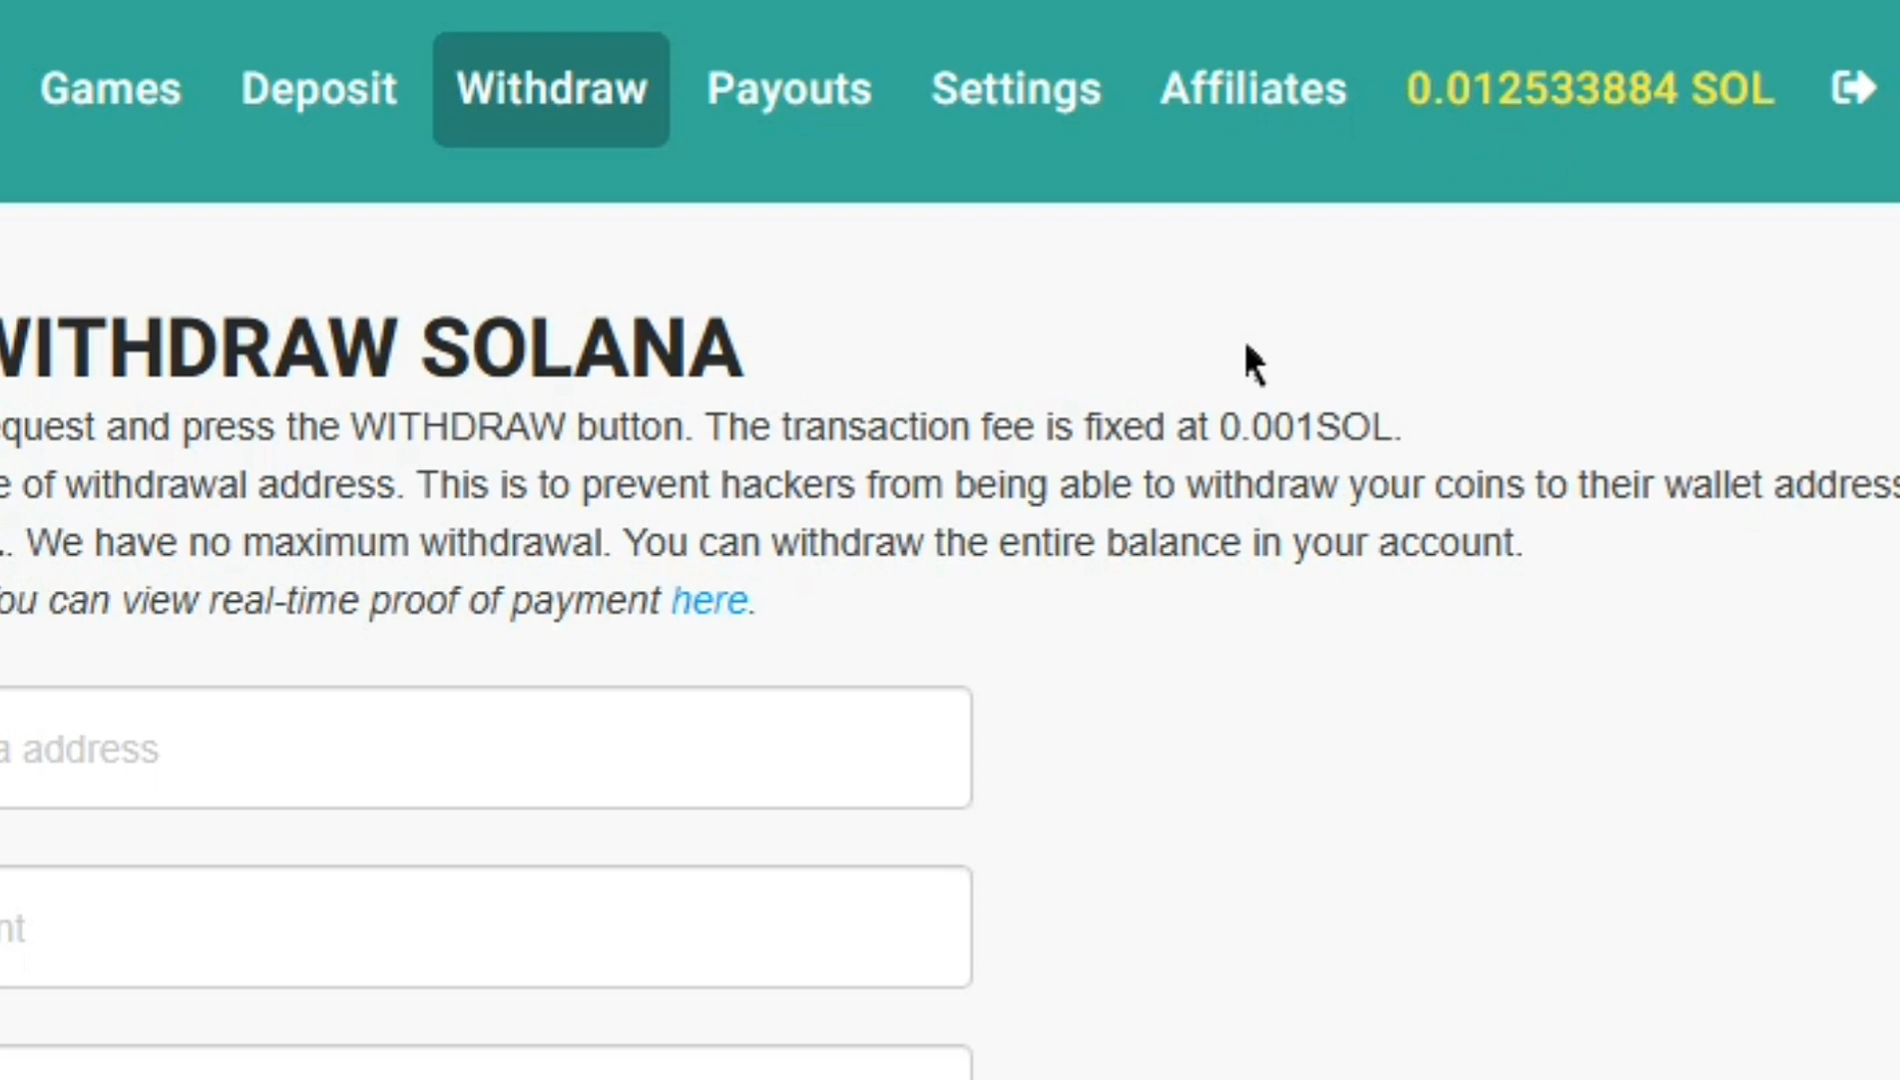 Games Deposit Withdraw Payouts Settings Affiliates 0.012533884 SOL
WITHDRAW SOLANA
and press the WITHDRAW button. The transaction fee is fixed at 0.001SOL.
of withdrawal address. This is to prevent hackers from being able to withdraw your coins to their wallet address
. We have no maximum withdrawal. You can withdraw the entire balance in your account.
You can view real-time proof of payment here.
address